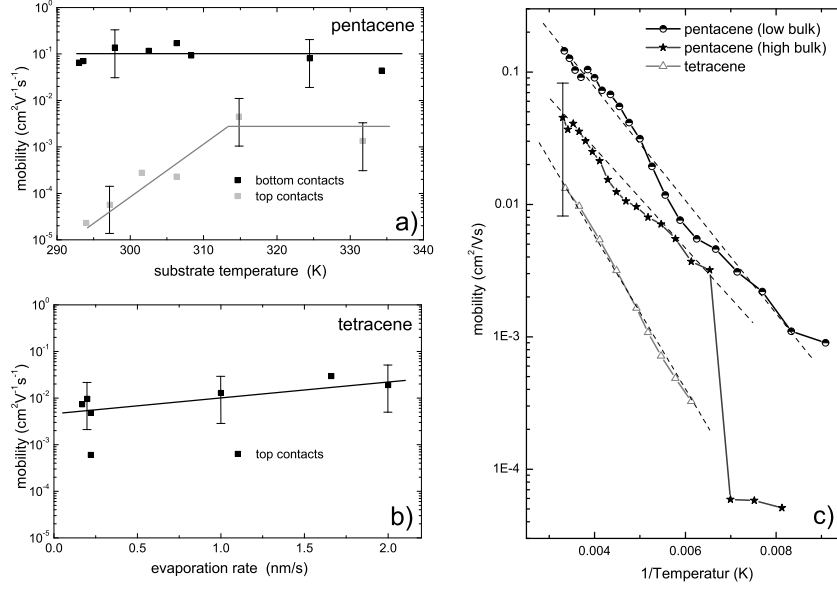 pentacene
10⁰
10⁻¹
10⁻²
10⁻³
10⁻⁴
10⁻⁵
mobility (cm²V⁻¹s⁻¹)
bottom contacts
top contacts
a)
290 300 310 320 330 340
substrate temperature (K)
tetracene
10⁰
10⁻¹
10⁻²
10⁻³
10⁻⁴
10⁻⁵
mobility (cm²V⁻¹s⁻¹)
top contacts
b)
0.0 0.5 1.0 1.5 2.0
evaporation rate (nm/s)
pentacene (low bulk)
pentacene (high bulk)
tetracene
0.1
0.01
1E-3
1E-4
mobility (cm²/Vs)
c)
0.004 0.006 0.008
1/Temperatur (K)